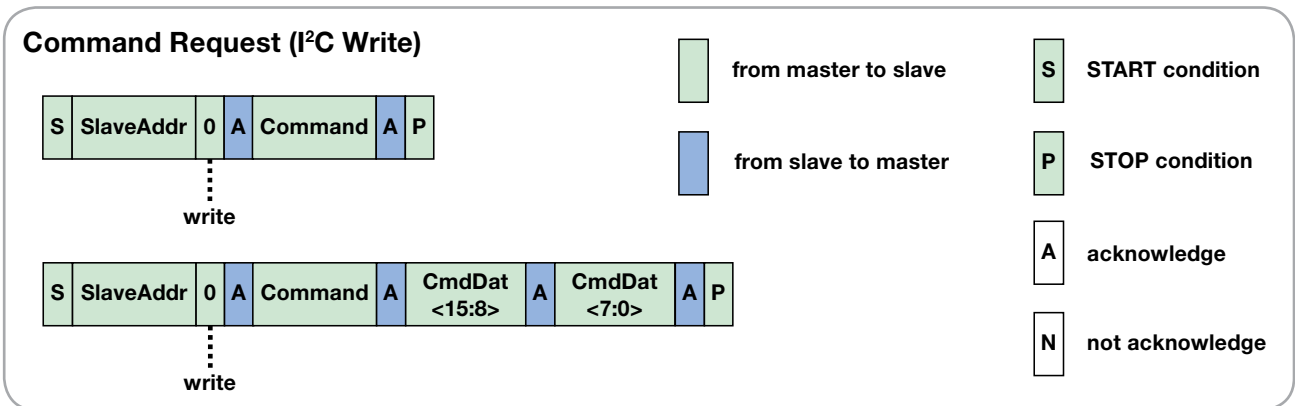 Command Request (I²C Write)
from master to slave
S START condition
S SlaveAddr 0 A Command A P
from slave to master
P STOP condition
write
A acknowledge
S SlaveAddr 0 A Command A CmdDat <15:8> A CmdDat <7:0> A P
N not acknowledge
write